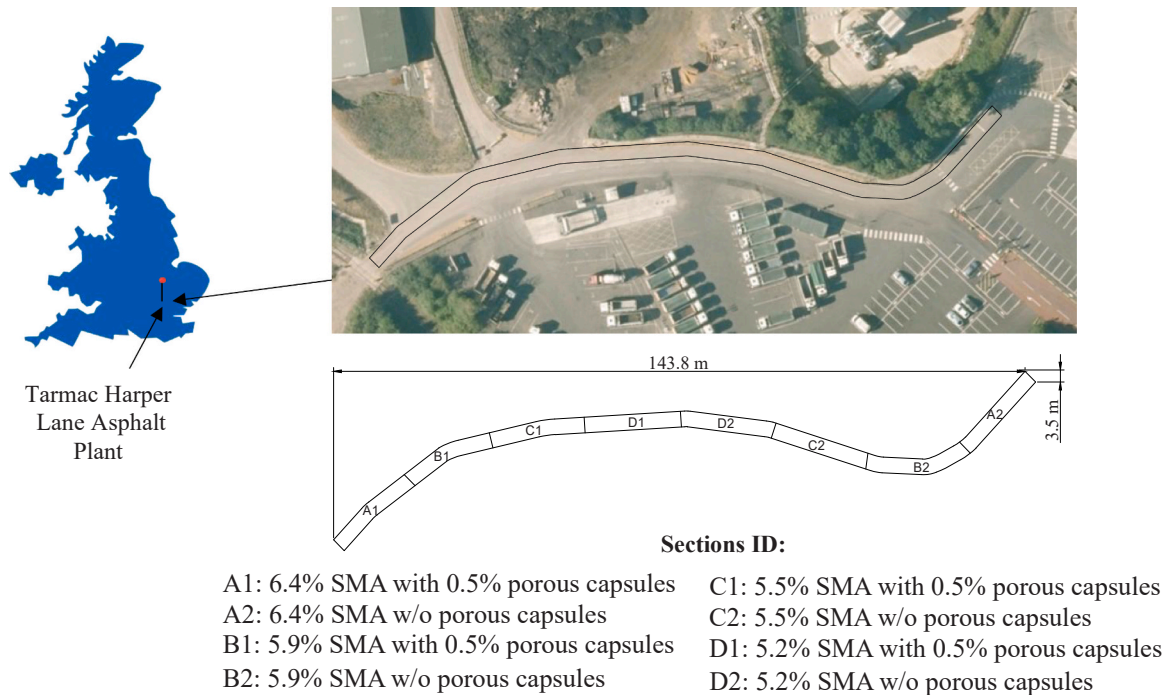 Tarmac Harper
Lane Asphalt
Plant
143.8 m
3.5 m
A1
B1
C1
D1
D2
C2
B2
A2
Sections ID:
A1: 6.4% SMA with 0.5% porous capsules
A2: 6.4% SMA w/o porous capsules
B1: 5.9% SMA with 0.5% porous capsules
B2: 5.9% SMA w/o porous capsules
C1: 5.5% SMA with 0.5% porous capsules
C2: 5.5% SMA w/o porous capsules
D1: 5.2% SMA with 0.5% porous capsules
D2: 5.2% SMA w/o porous capsules